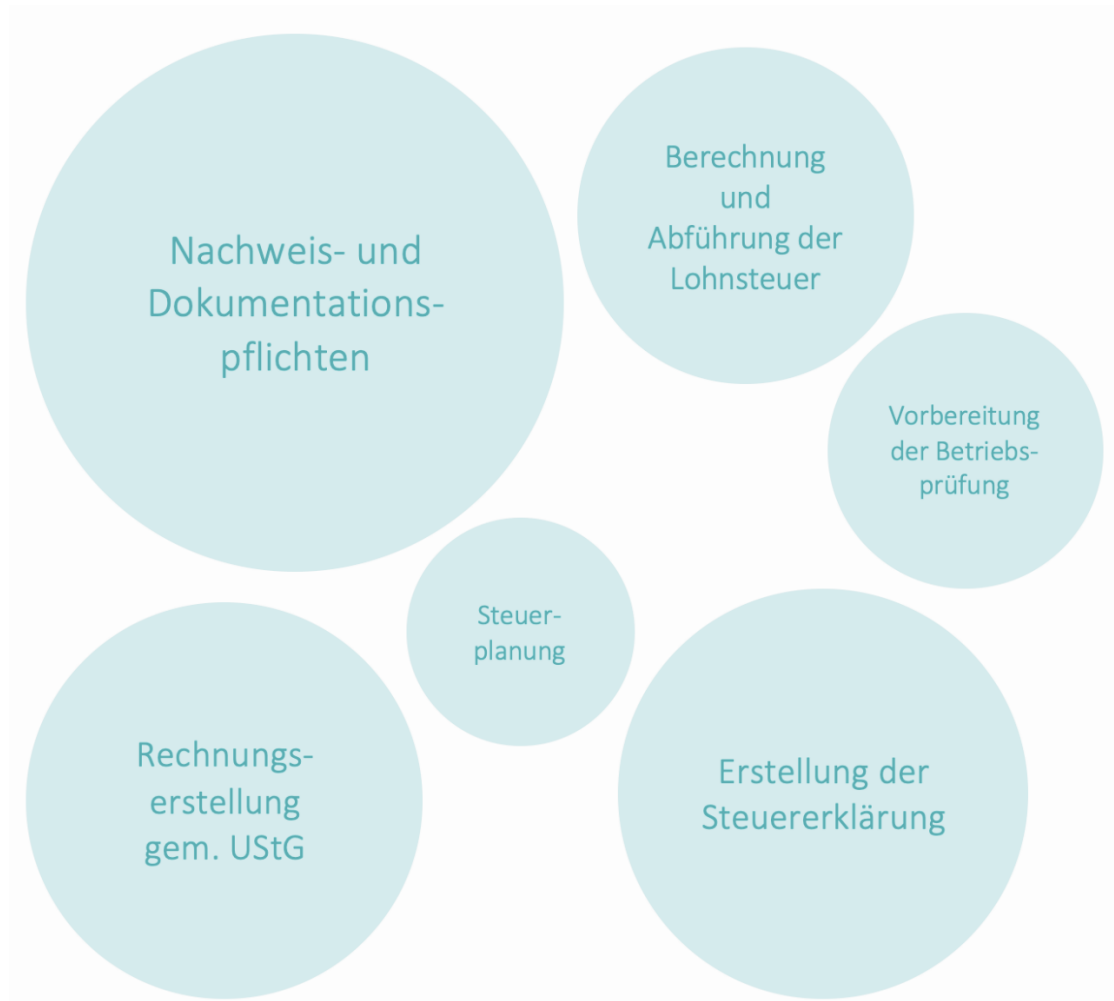 Nachweis- und
Dokumentations-
pflichten
Berechnung
und
Abführung der
Lohnsteuer
Vorbereitung
der Betriebs-
prüfung
Steuer-
planung
Rechnungs-
erstellung
gem. UStG
Erstellung der
Steuererklärung